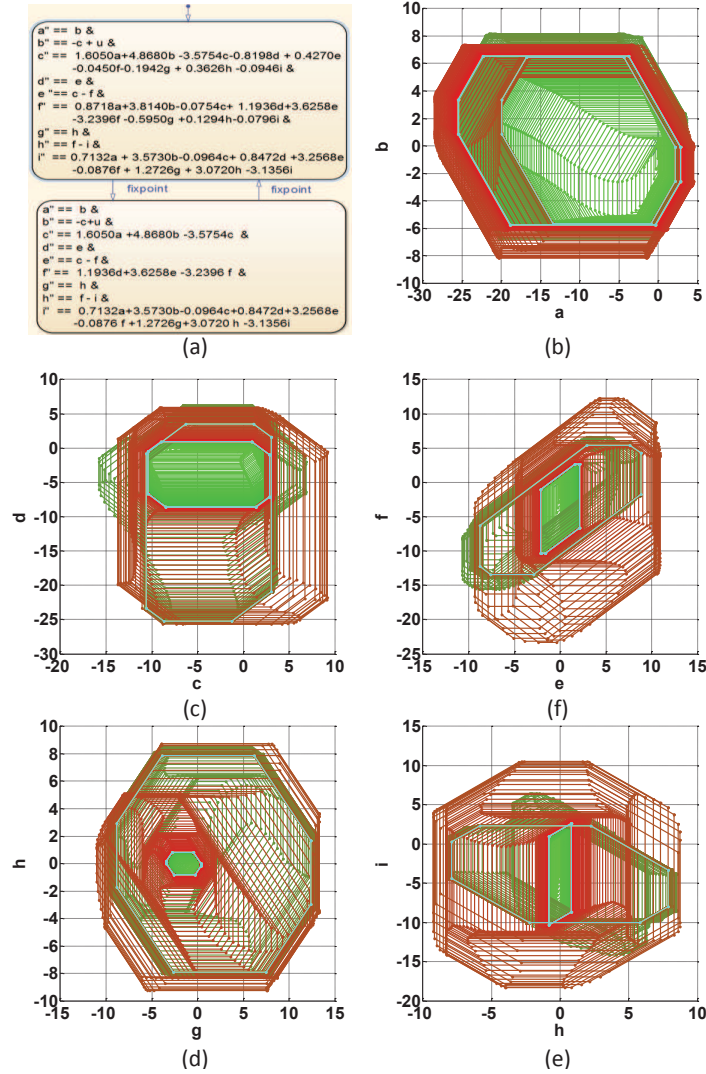 a" == b &
b" == -c + u &
c" == 1.6050a+4.8680b -3.5754c-0.8198d + 0.4270e
-0.0450f-0.1942g + 0.3626h -0.0946i &
d" == e &
e "== c - f &
f" == 0.8718a+3.8140b-0.0754c+ 1.1936d+3.6258e
-3.2396f -0.5950g +0.1294h-0.0796i &
g" == h &
h" == f - i &
i" == 0.7132a + 3.5730b-0.0964c+ 0.8472d +3.2568e
-0.0876f + 1.2726g + 3.0720h -3.1356i
fixpoint fixpoint
a" == b &
b" == -c+u &
c" == 1.6050a +4.8680b -3.5754c &
d" == e &
e" == c - f &
f" == 1.1936d+3.6258e -3.2396 f &
g" == h &
h" == f - i &
i" == 0.7132a+3.5730b-0.0964c+0.8472d+3.2568e
-0.0876 f +1.2726g+3.0720 h -3.1356i
(a)
10
8
6
4
2
0
-2
-4
-6
-8
-10
b
-30 -25 -20 -15 -10 -5 0 5
a
(b)
10
5
0
-5
-10
-15
-20
-25
-30
d
-20 -15 -10 -5 0 5 10
c
(c)
15
10
5
0
-5
-10
-15
-20
-25
f
-15 -10 -5 0 5 10 15
e
(f)
10
8
6
4
2
0
-2
-4
-6
-8
-10
h
-15 -10 -5 0 5 10 15
g
(d)
15
10
5
0
-5
-10
-15
-20
i
-10 -5 0 5 10
h
(e)